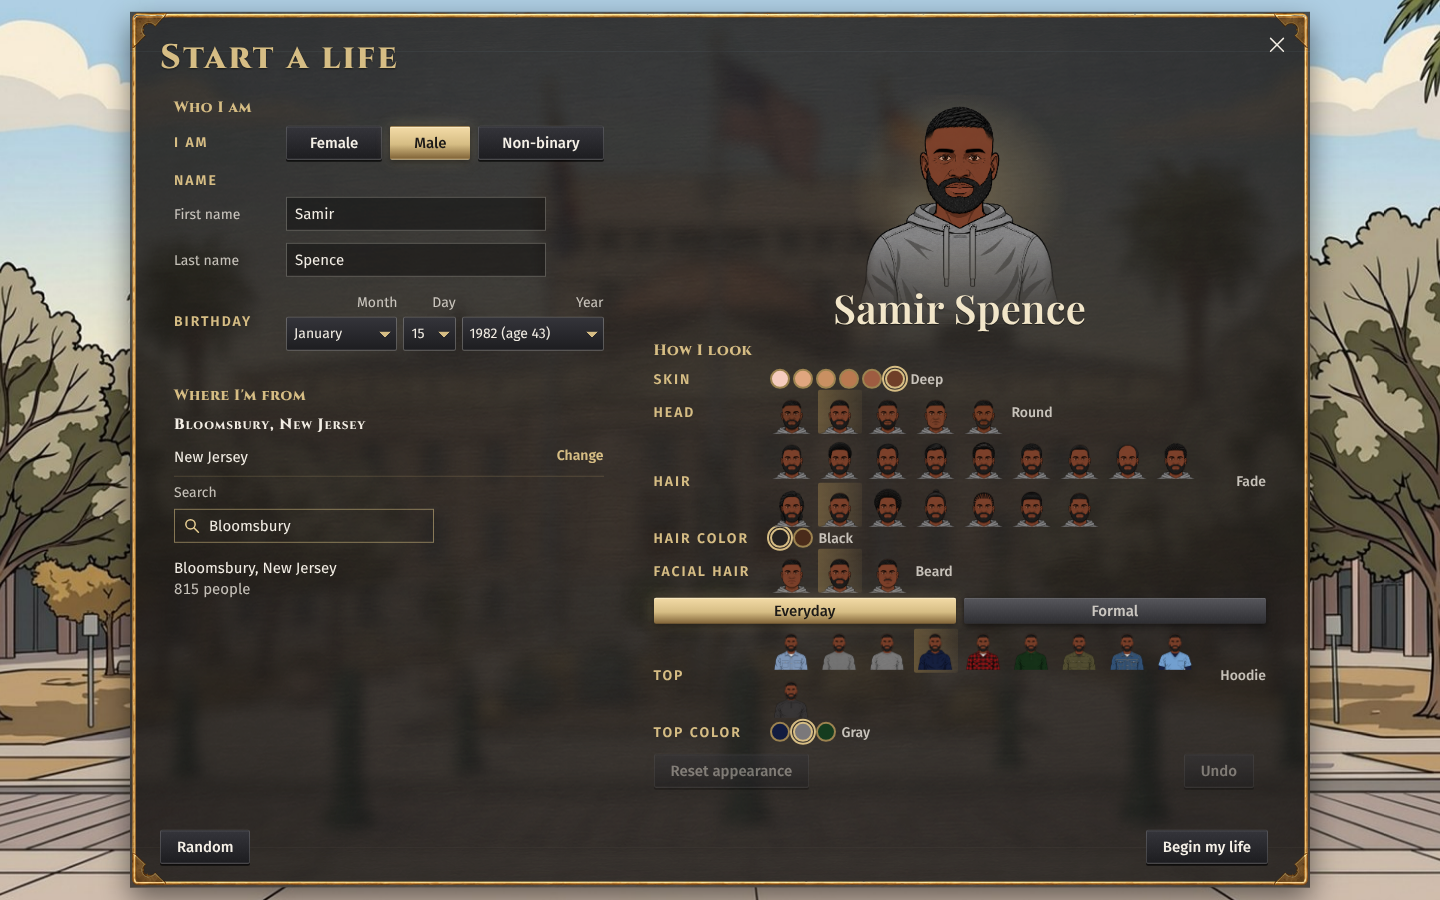 Start a life
Who I am
I AM
Female
Male
Non-binary
NAME
First name
Samir
Last name
Spence
Month
Day
Year
BIRTHDAY
January
15
1982 (age 43)
Where I'm from
Bloomsbury, New Jersey
New Jersey
Change
Search
Bloomsbury
Bloomsbury, New Jersey
815 people
Samir Spence
How I look
SKIN
Deep
HEAD
Round
HAIR
Fade
HAIR COLOR
Black
FACIAL HAIR
Beard
Everyday
Formal
TOP
Hoodie
TOP COLOR
Gray
Reset appearance
Undo
Random
Begin my life